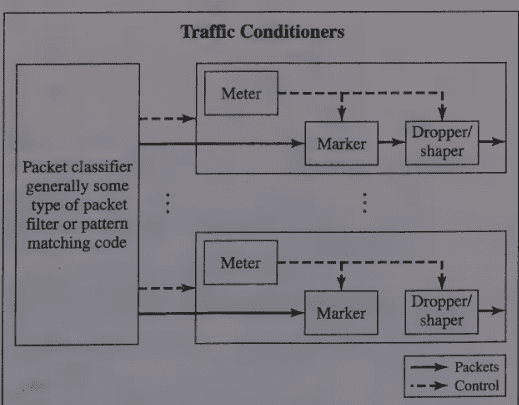 Traffic Conditioners
Packet classifier
generally some
type of packet
filter or pattern
matching code
Meter
Marker
Dropper/
shaper
Meter
Marker
Dropper/
shaper
Packets
Control